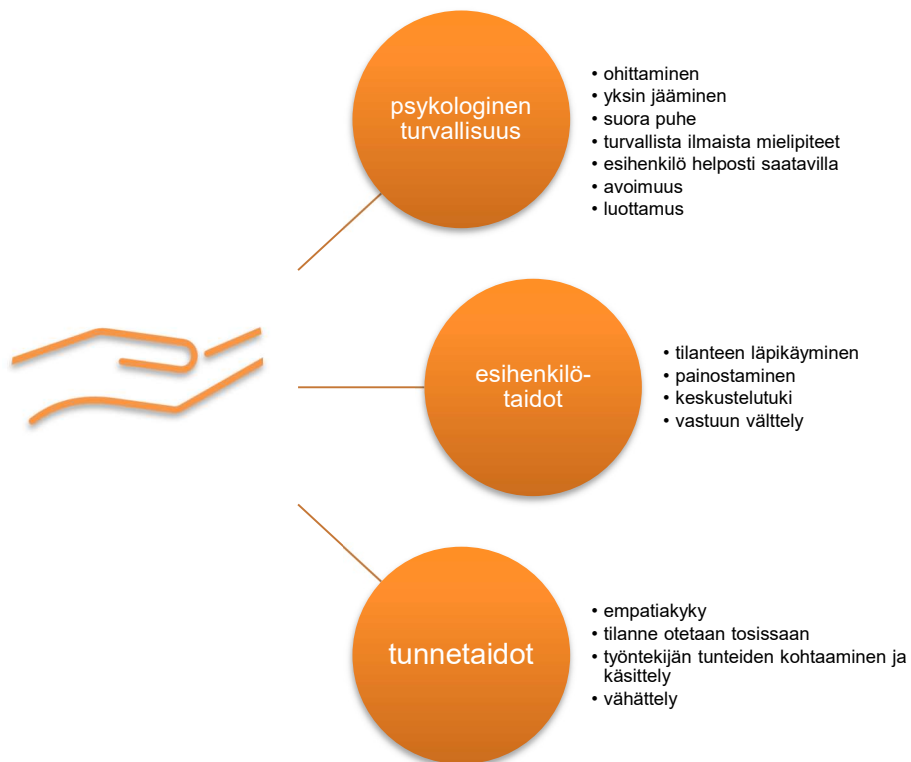 psykologinen
turvallisuus
• ohittaminen
• yksin jääminen
• suora puhe
• turvallista ilmaista mielipiteet
• esihenkilö helposti saatavilla
• avoimuus
• luottamus
esihenkilö-
taidot
• tilanteen läpikäyminen
• painostaminen
• keskustelutuki
• vastuun välttely
tunnetaidot
• empatiakyky
• tilanne otetaan tosissaan
• työntekijän tunteiden kohtaaminen ja
käsittely
• vähättely